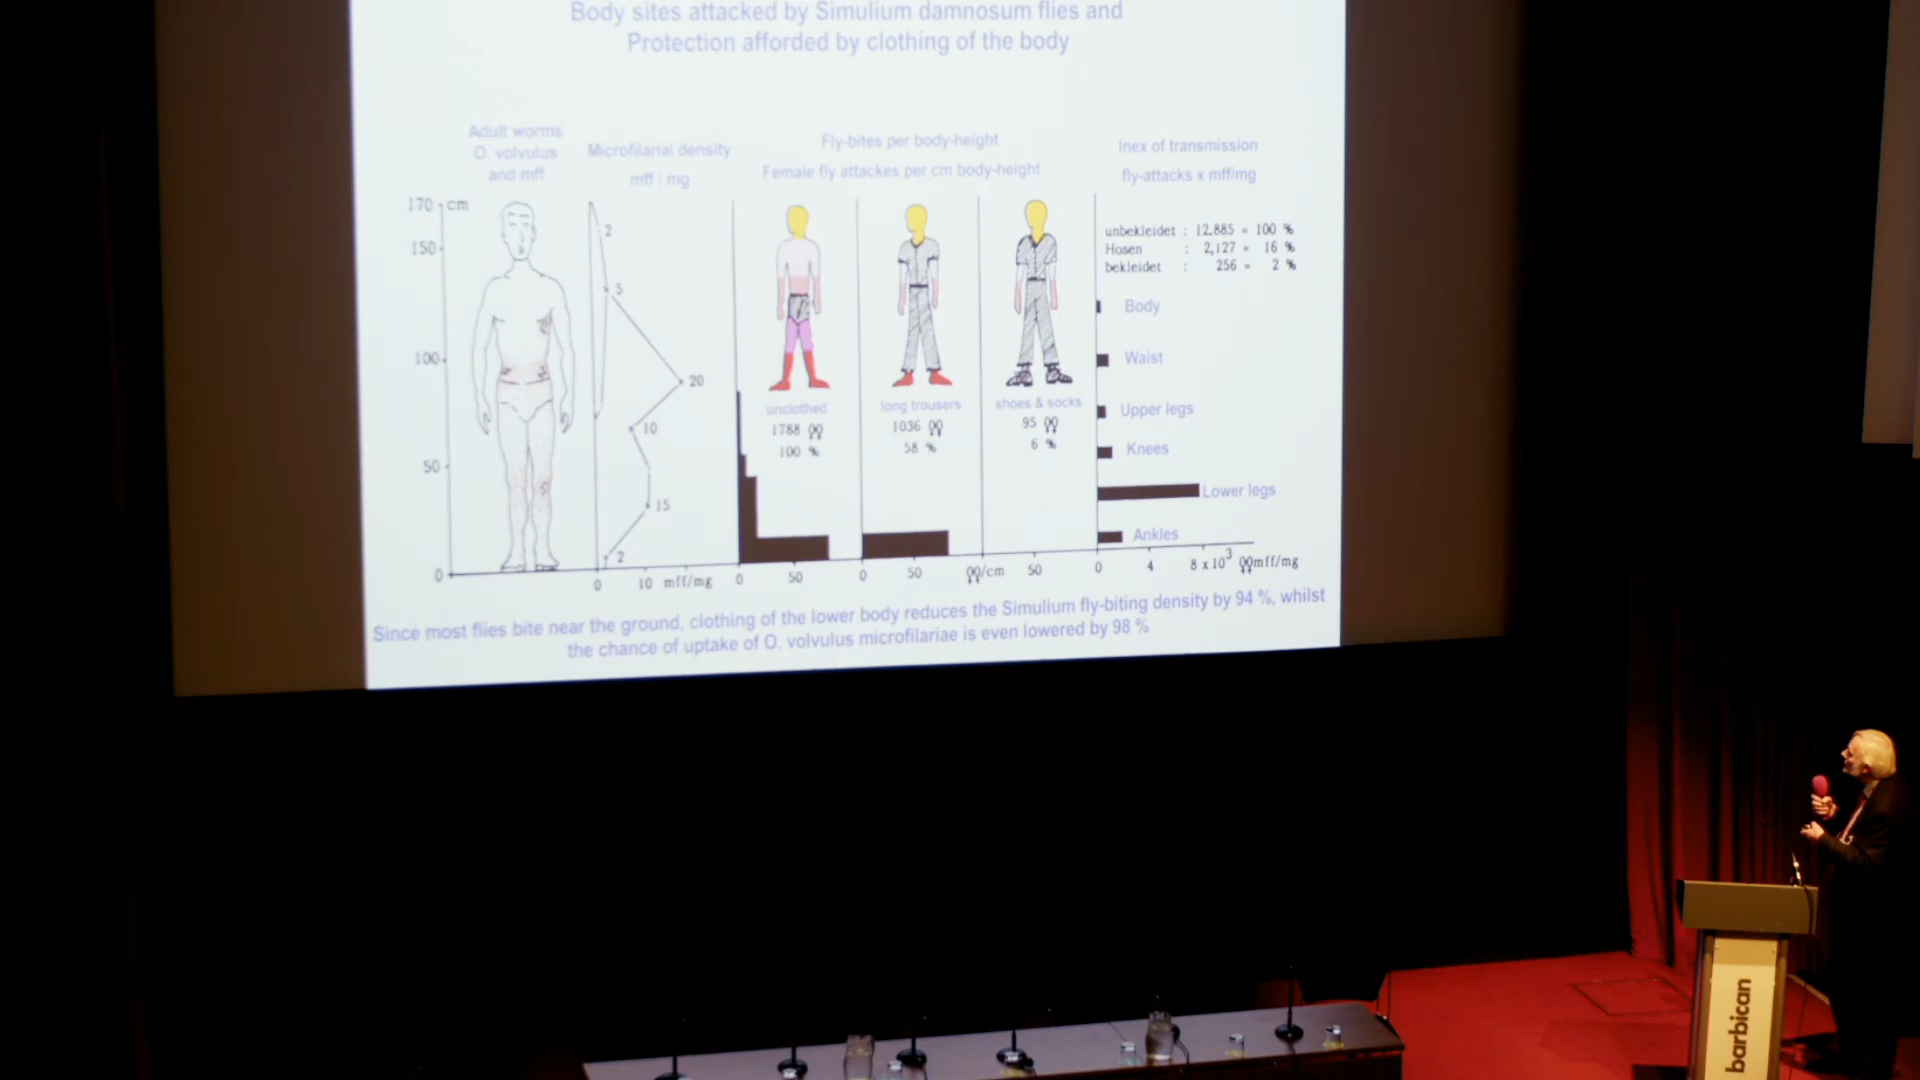 Body sites attacked by Simulium damnosum flies and
Protection afforded by clothing of the body
Adult worms
O. volvulus
and mff
Microfilarial density
mff / mg
Fly-bites per body-height
Female fly attackes per cm body-height
Inex of transmission
fly-attacks x mff/mg
170 cm
150
100
50
0
2
5
20
10
15
2
0 10 mff/mg
unclothed
1788 ♀♀
100 %
long trousers
1036 ♀♀
58 %
shoes & socks
95 ♀♀
6 %
0 50
0 50 ♀♀/cm 50
unbekleidet : 12.885 = 100 %
Hosen : 2,127 = 16 %
bekleidet : 256 = 2 %
Body
Waist
Upper legs
Knees
Lower legs
Ankles
0 4 8 x 10³ ♀♀mff/mg
Since most flies bite near the ground, clothing of the lower body reduces the Simulium fly-biting density by 94 %, whilst
the chance of uptake of O. volvulus microfilariae is even lowered by 98 %
barbican